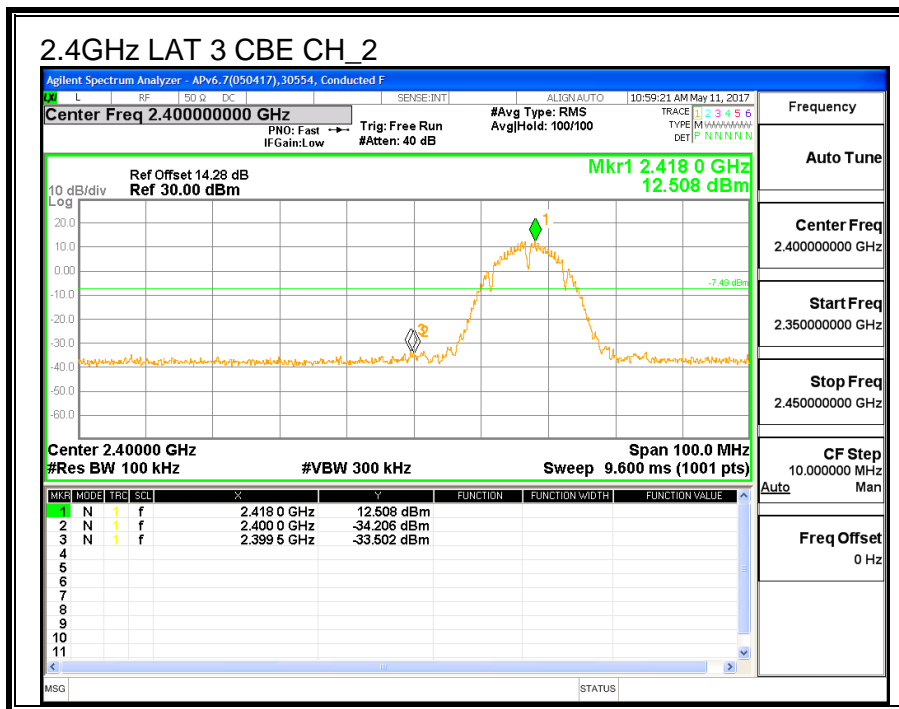 2.4GHz LAT 3 CBE CH_2
Agilent Spectrum Analyzer - APv6.7(050417),30554, Conducted F
L RF 50 Ω DC SENSE:INT ALIGN AUTO 10:59:21 AM May 11, 2017
Center Freq 2.400000000 GHz
PNO: Fast
IFGain:Low
Trig: Free Run
#Atten: 40 dB
#Avg Type: RMS
Avg|Hold: 100/100
TRACE 1 2 3 4 5 6
TYPE M
DET P N N N N N
Frequency
Auto Tune
Center Freq
2.400000000 GHz
Start Freq
2.350000000 GHz
Stop Freq
2.450000000 GHz
CF Step
10.000000 MHz
Auto Man
Freq Offset
0 Hz
Mkr1 2.418 0 GHz
12.508 dBm
Ref Offset 14.28 dB
10 dB/div Ref 30.00 dBm
Log
20.0
10.0
0.00
-10.0
-20.0
-30.0
-40.0
-50.0
-60.0
1
-7.49 dBm
3 2
Center 2.40000 GHz Span 100.0 MHz
#Res BW 100 kHz #VBW 300 kHz Sweep 9.600 ms (1001 pts)
MKR MODE TRC SCL X Y FUNCTION FUNCTION WIDTH FUNCTION VALUE
1 N 1 f 2.418 0 GHz 12.508 dBm
2 N 1 f 2.400 0 GHz -34.206 dBm
3 N 1 f 2.399 5 GHz -33.502 dBm
4
5
6
7
8
9
10
11
MSG STATUS